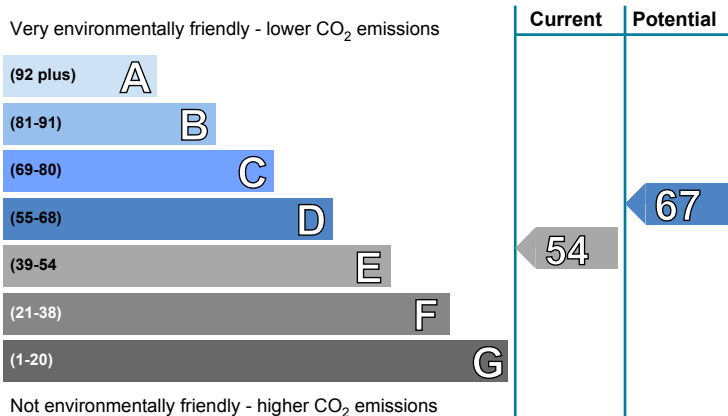 Very environmentally friendly - lower CO₂ emissions
Current
Potential
(92 plus) A
(81-91) B
(69-80) C
(55-68) D
(39-54 E
(21-38) F
(1-20) G
54
67
Not environmentally friendly - higher CO₂ emissions